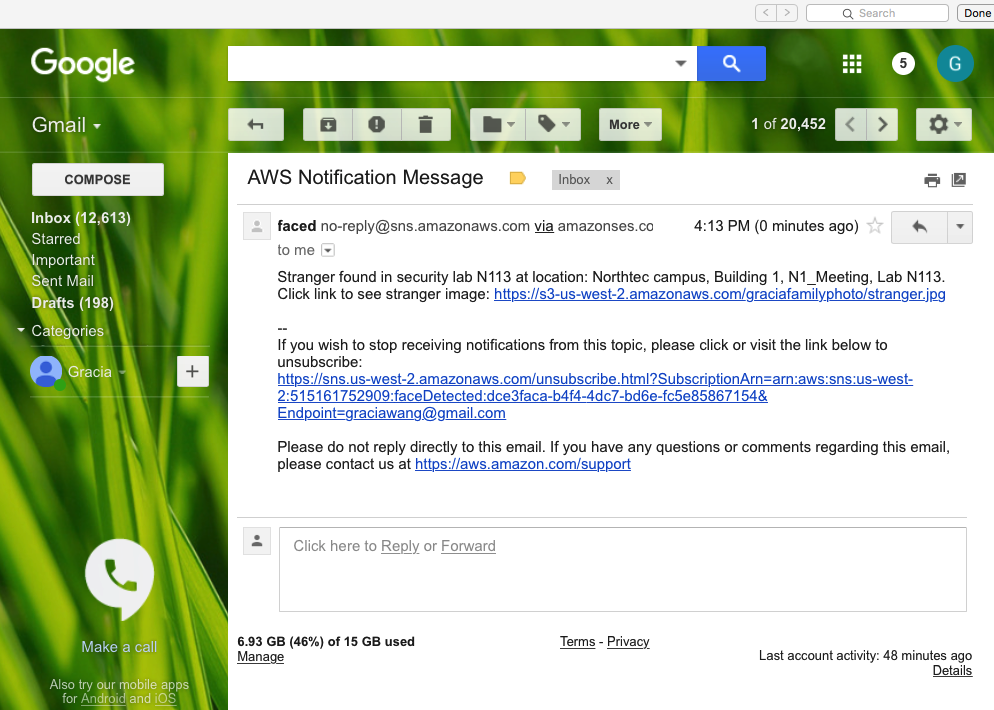 < > Search Done
Google
5 G
Gmail
More 1 of 20,452
COMPOSE
Inbox (12,613)
Starred
Important
Sent Mail
Drafts (198)
Categories
Gracia +
AWS Notification Message Inbox x
faced no-reply@sns.amazonaws.com via amazonses.co 4:13 PM (0 minutes ago)
to me
Stranger found in security lab N113 at location: Northtec campus, Building 1, N1_Meeting, Lab N113.
Click link to see stranger image: https://s3-us-west-2.amazonaws.com/graciafamilyphoto/stranger.jpg
--
If you wish to stop receiving notifications from this topic, please click or visit the link below to
unsubscribe:
https://sns.us-west-2.amazonaws.com/unsubscribe.html?SubscriptionArn=arn:aws:sns:us-west-
2:515161752909:faceDetected:dce3faca-b4f4-4dc7-bd6e-fc5e85867154&
Endpoint=graciawang@gmail.com
Please do not reply directly to this email. If you have any questions or comments regarding this email,
please contact us at https://aws.amazon.com/support
Click here to Reply or Forward
Make a call
Also try our mobile apps
for Android and iOS
6.93 GB (46%) of 15 GB used
Manage
Terms - Privacy
Last account activity: 48 minutes ago
Details